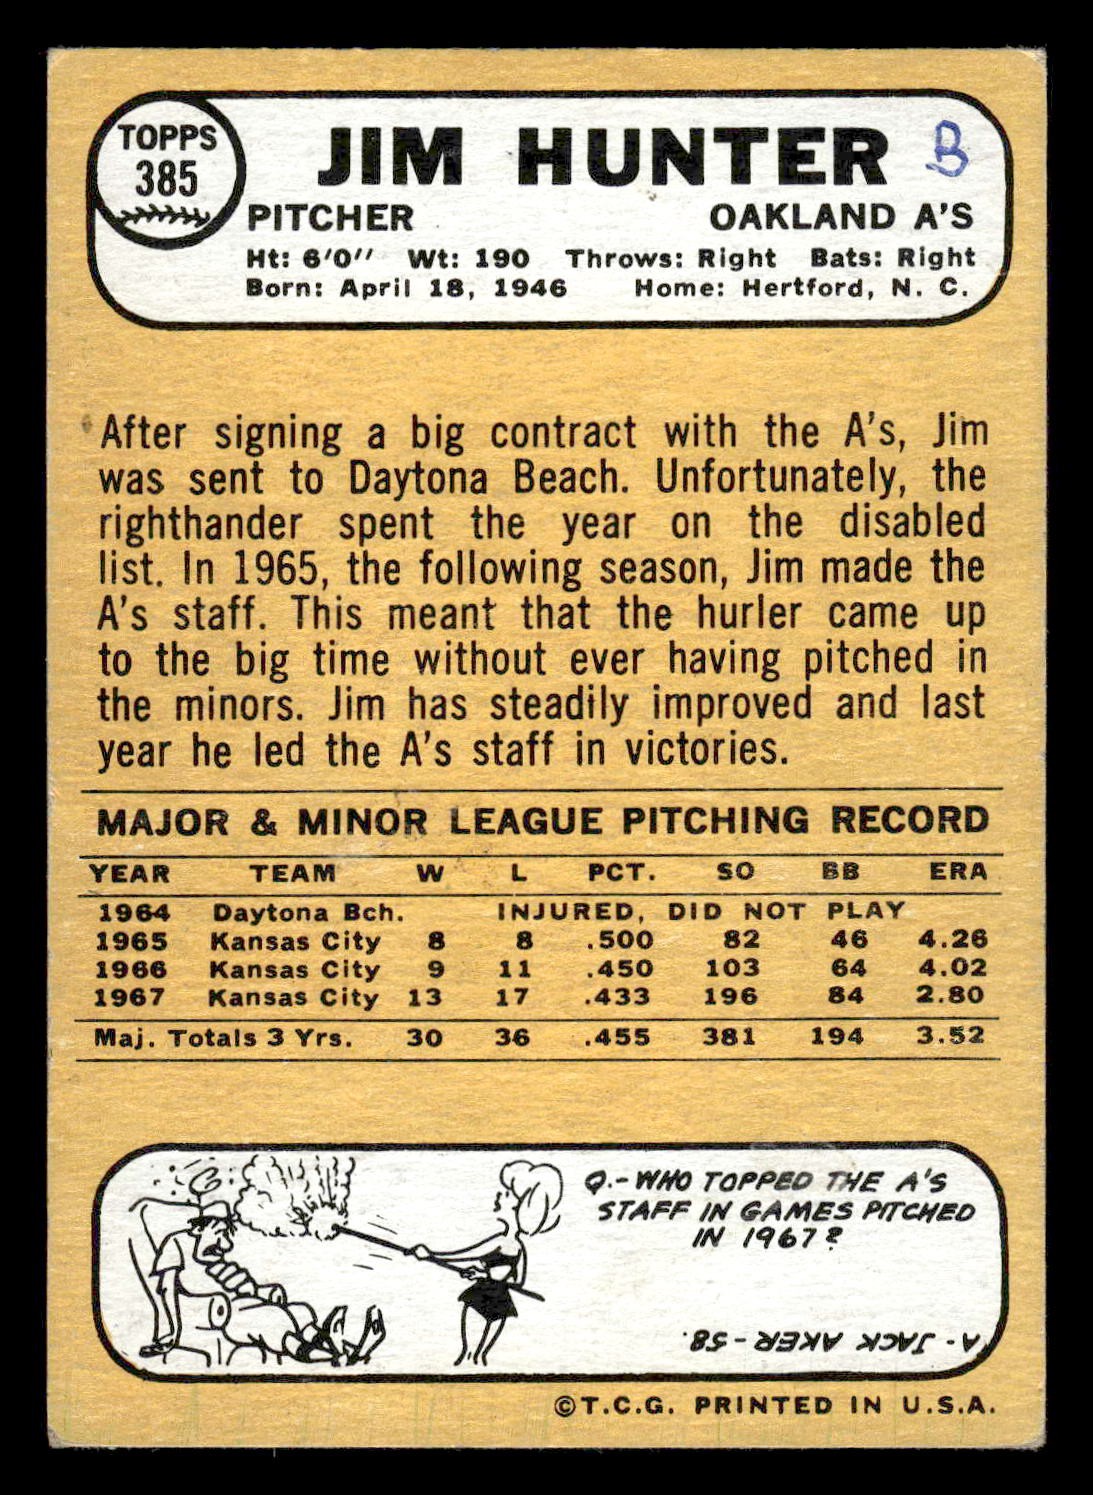 TOPPS
385
JIM HUNTER B
PITCHER OAKLAND A'S
Ht: 6'0'' Wt: 190 Throws: Right Bats: Right
Born: April 18, 1946 Home: Hertford, N. C.
After signing a big contract with the A's, Jim
was sent to Daytona Beach. Unfortunately, the
righthander spent the year on the disabled
list. In 1965, the following season, Jim made the
A's staff. This meant that the hurler came up
to the big time without ever having pitched in
the minors. Jim has steadily improved and last
year he led the A's staff in victories.
MAJOR & MINOR LEAGUE PITCHING RECORD
YEAR TEAM W L PCT. SO BB ERA
1964 Daytona Bch. INJURED, DID NOT PLAY
1965 Kansas City 8 8 .500 82 46 4.26
1966 Kansas City 9 11 .450 103 64 4.02
1967 Kansas City 13 17 .433 196 84 2.80
Maj. Totals 3 Yrs. 30 36 .455 381 194 3.52
Q.-WHO TOPPED THE A'S
STAFF IN GAMES PITCHED
IN 1967?
A- JACK AKER-58.
©T.C.G. PRINTED IN U.S.A.